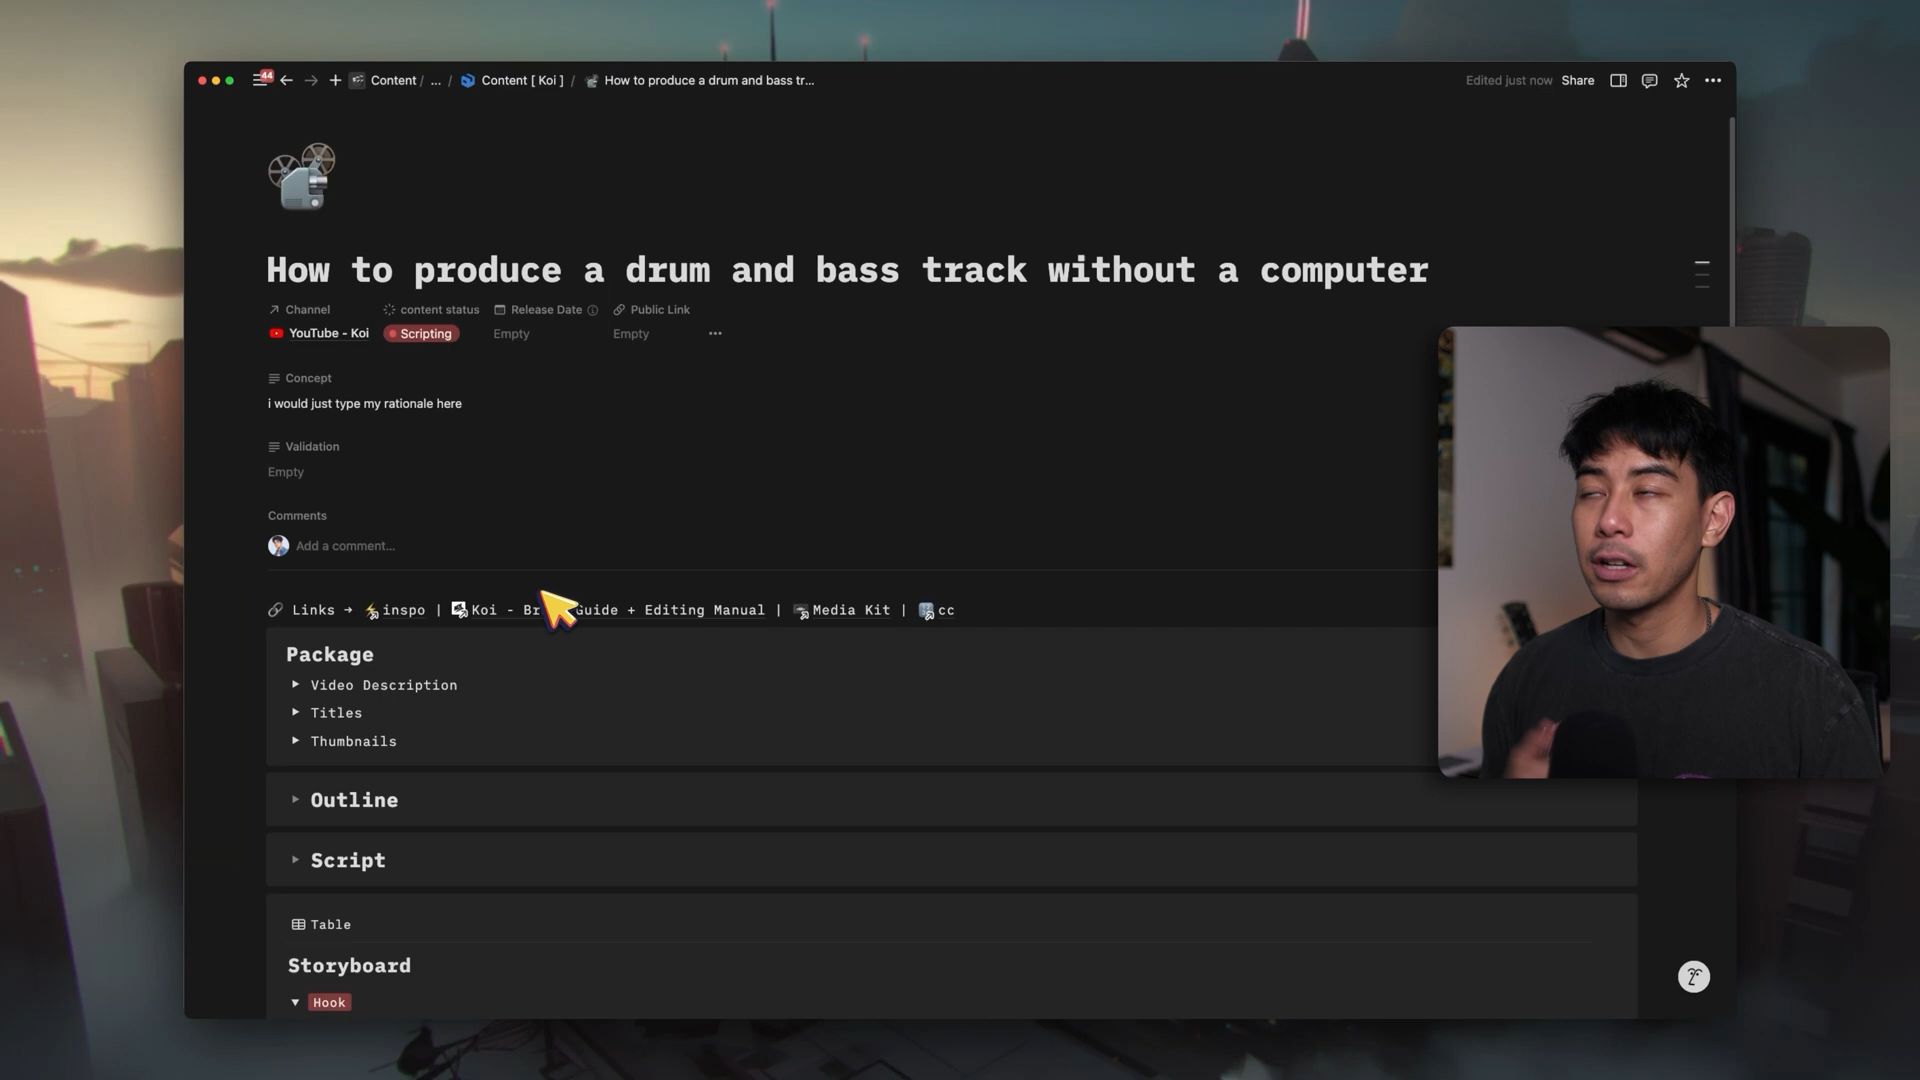 44
Content / ... / Content [ Koi ] / How to produce a drum and bass tr...
Edited just now Share
How to produce a drum and bass track without a computer
Channel content status Release Date Public Link
YouTube - Koi Scripting Empty Empty
Concept
i would just type my rationale here
Validation
Empty
Comments
Add a comment...
Links → inspo | Koi - Br Guide + Editing Manual | Media Kit | cc
Package
Video Description
Titles
Thumbnails
Outline
Script
Table
Storyboard
Hook